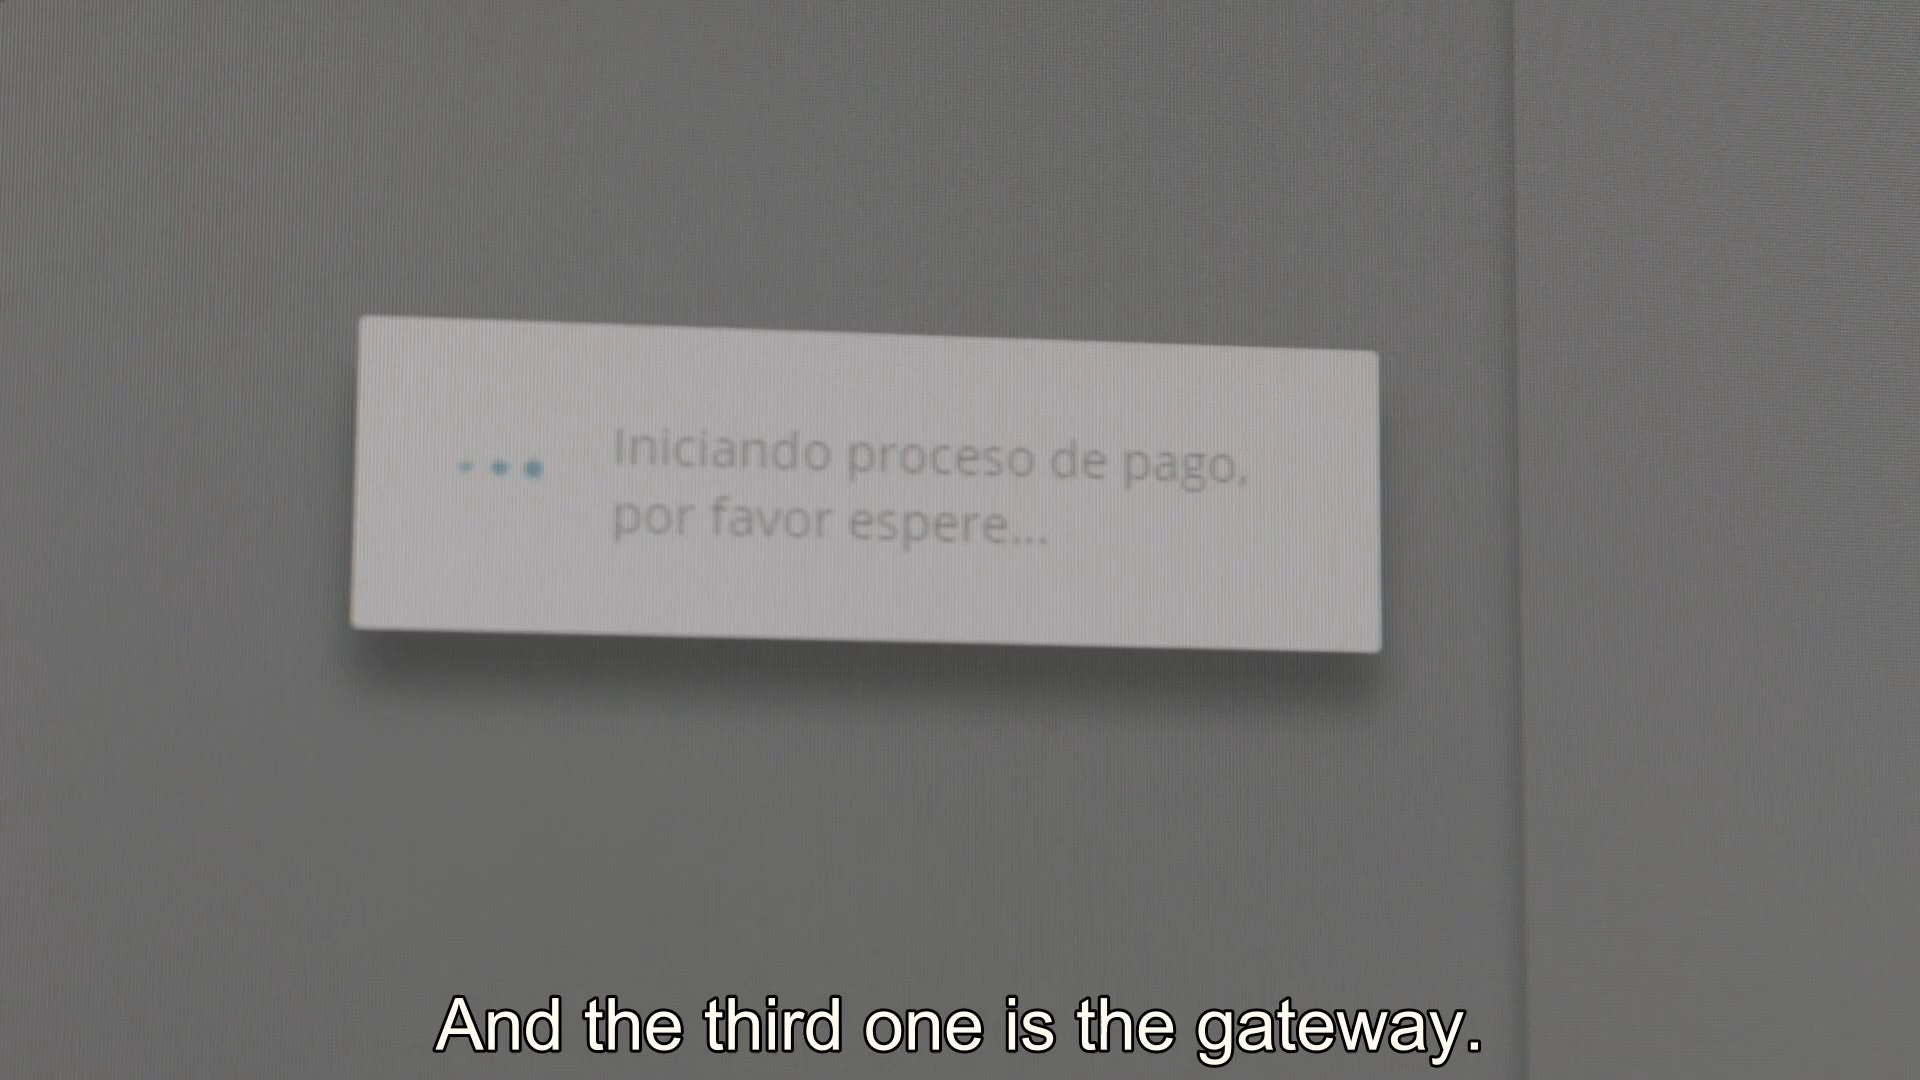 Iniciando proceso de pago,
por favor espere...
And the third one is the gateway.